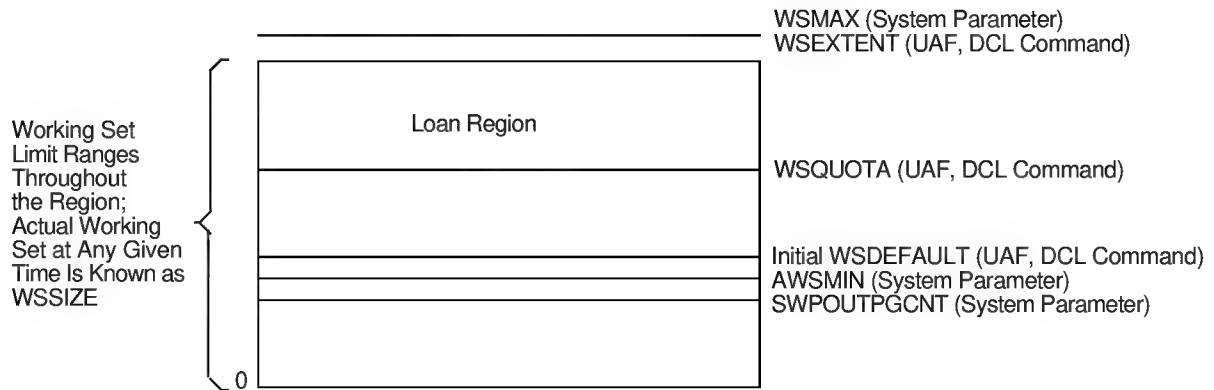 WSMAX (System Parameter)
WSEXTENT (UAF, DCL Command)
Working Set
Limit Ranges
Throughout
the Region;
Actual Working
Set at Any Given
Time Is Known as
WSSIZE
Loan Region
WSQUOTA (UAF, DCL Command)
Initial WSDEFAULT (UAF, DCL Command)
AWSMIN (System Parameter)
SWPOUTPGCNT (System Parameter)
0